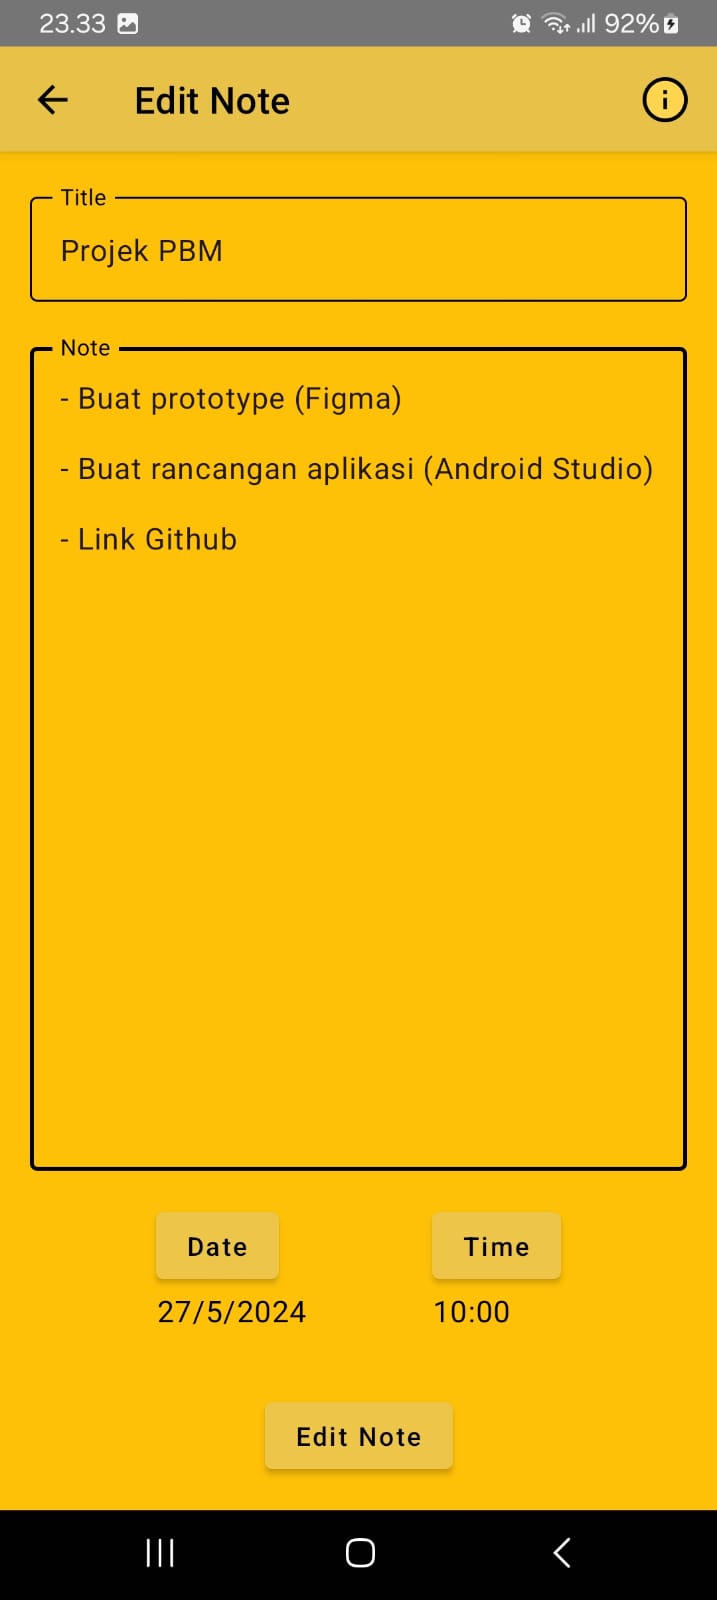 23.33 92%
Edit Note
Title
Projek PBM
Note
- Buat prototype (Figma)
- Buat rancangan aplikasi (Android Studio)
- Link Github
Date Time
27/5/2024 10:00
Edit Note